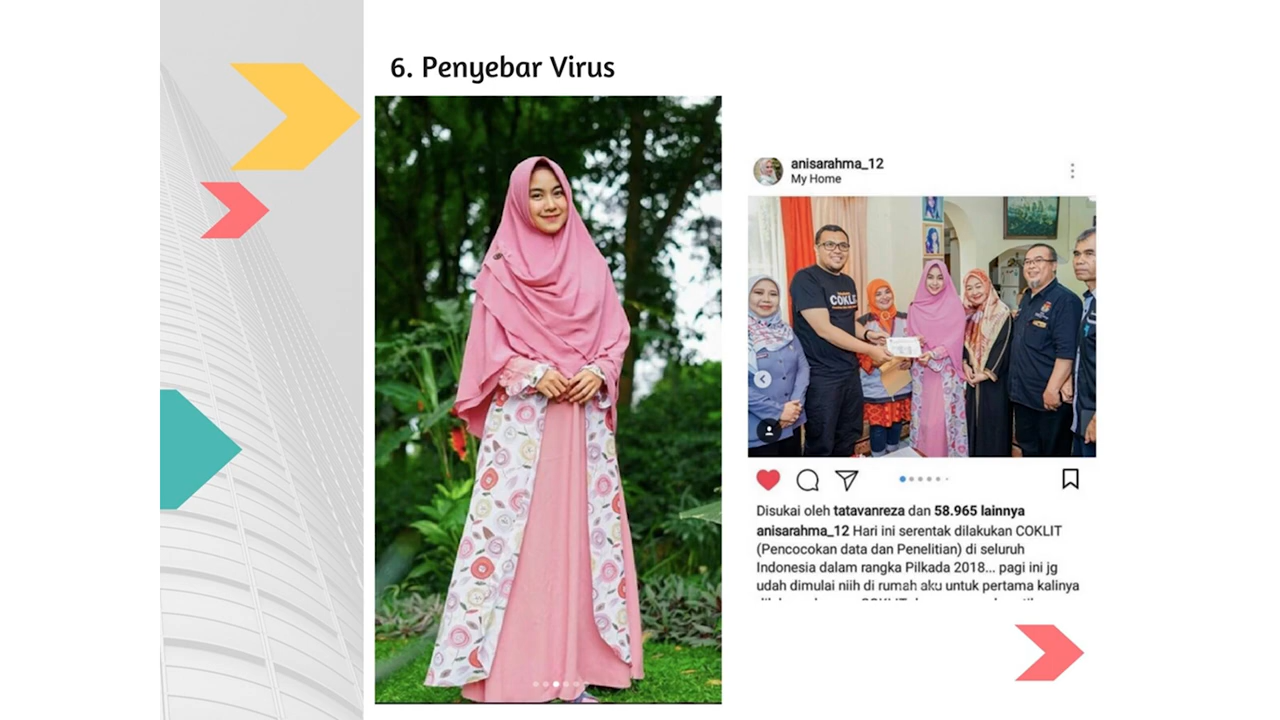 6. Penyebar Virus
anisarahma_12
My Home
COKLIT
Disukai oleh tatavanreza dan 58.965 lainnya
anisarahma_12 Hari ini serentak dilakukan COKLIT
(Pencocokan data dan Penelitian) di seluruh
Indonesia dalam rangka Pilkada 2018... pagi ini jg
udah dimulai niih di rumah aku untuk pertama kalinya